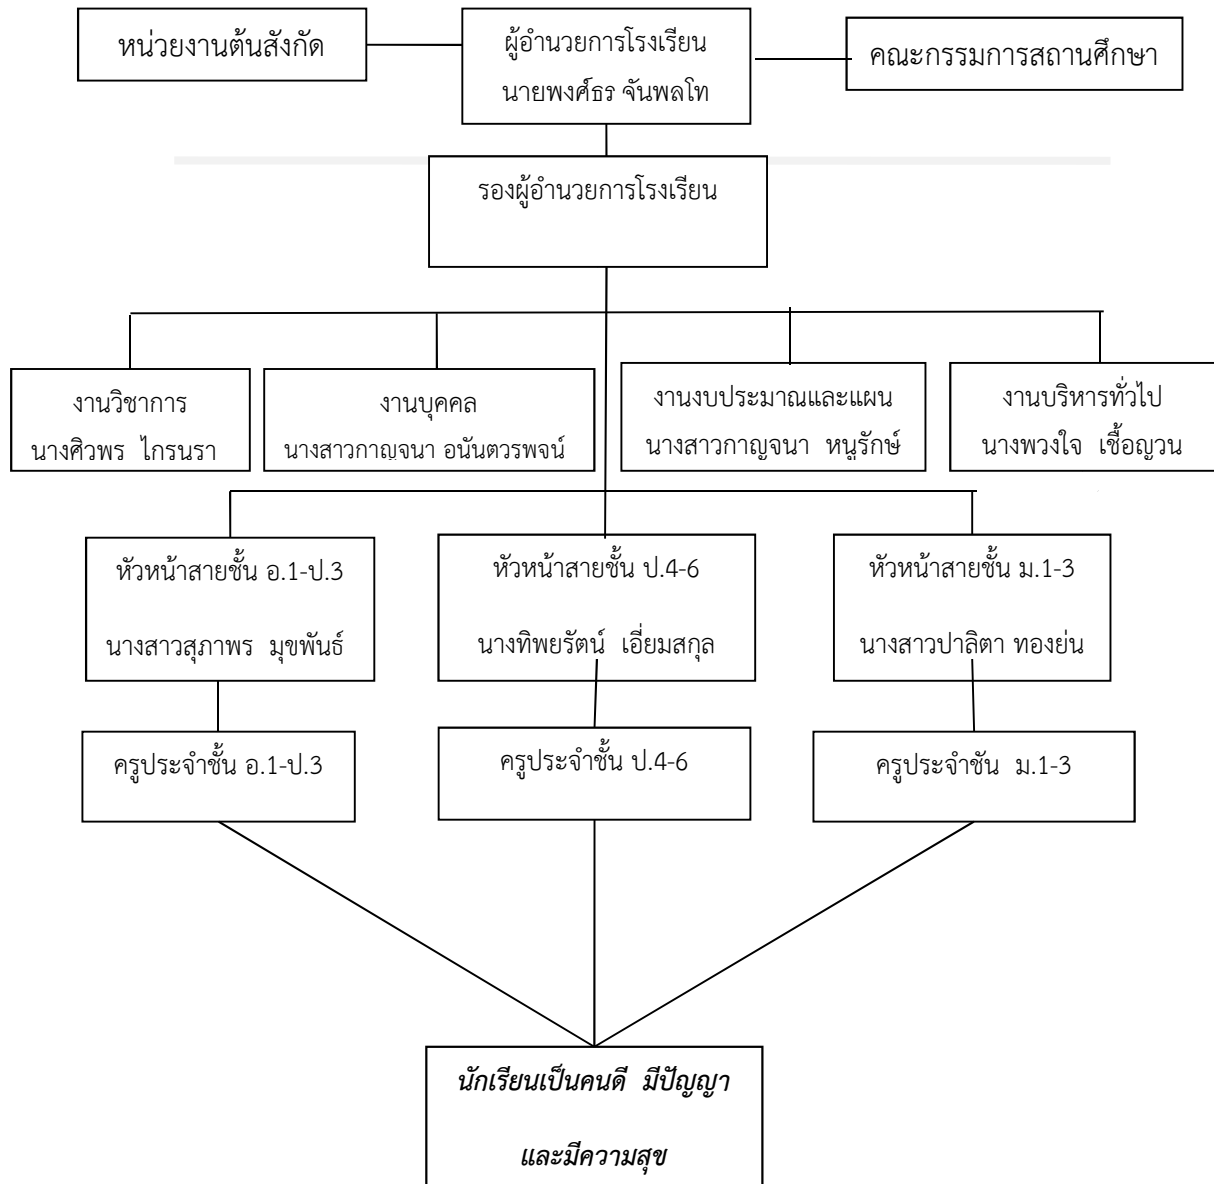 หน่วยงานต้นสังกัด
ผู้อำนวยการโรงเรียน
นายพงศ์ธร จันพลโท
คณะกรรมการสถานศึกษา
รองผู้อำนวยการโรงเรียน
งานวิชาการ
นางศิวพร ไกรนรา
งานบุคคล
นางสาวกาญจนา อนันตวรพจน์
งานงบประมาณและแผน
นางสาวกาญจนา หนูรักษ์
งานบริหารทั่วไป
นางพวงใจ เชื้อญวน
หัวหน้าสายชั้น อ.1-ป.3
นางสาวสุภาพร มุขพันธ์
หัวหน้าสายชั้น ป.4-6
นางทิพยรัตน์ เอี่ยมสกุล
หัวหน้าสายชั้น ม.1-3
นางสาวปาลิตา ทองย่น
ครูประจำชั้น อ.1-ป.3
ครูประจำชั้น ป.4-6
ครูประจำชัน ม.1-3
นักเรียนเป็นคนดี มีปัญญา
และมีความสุข